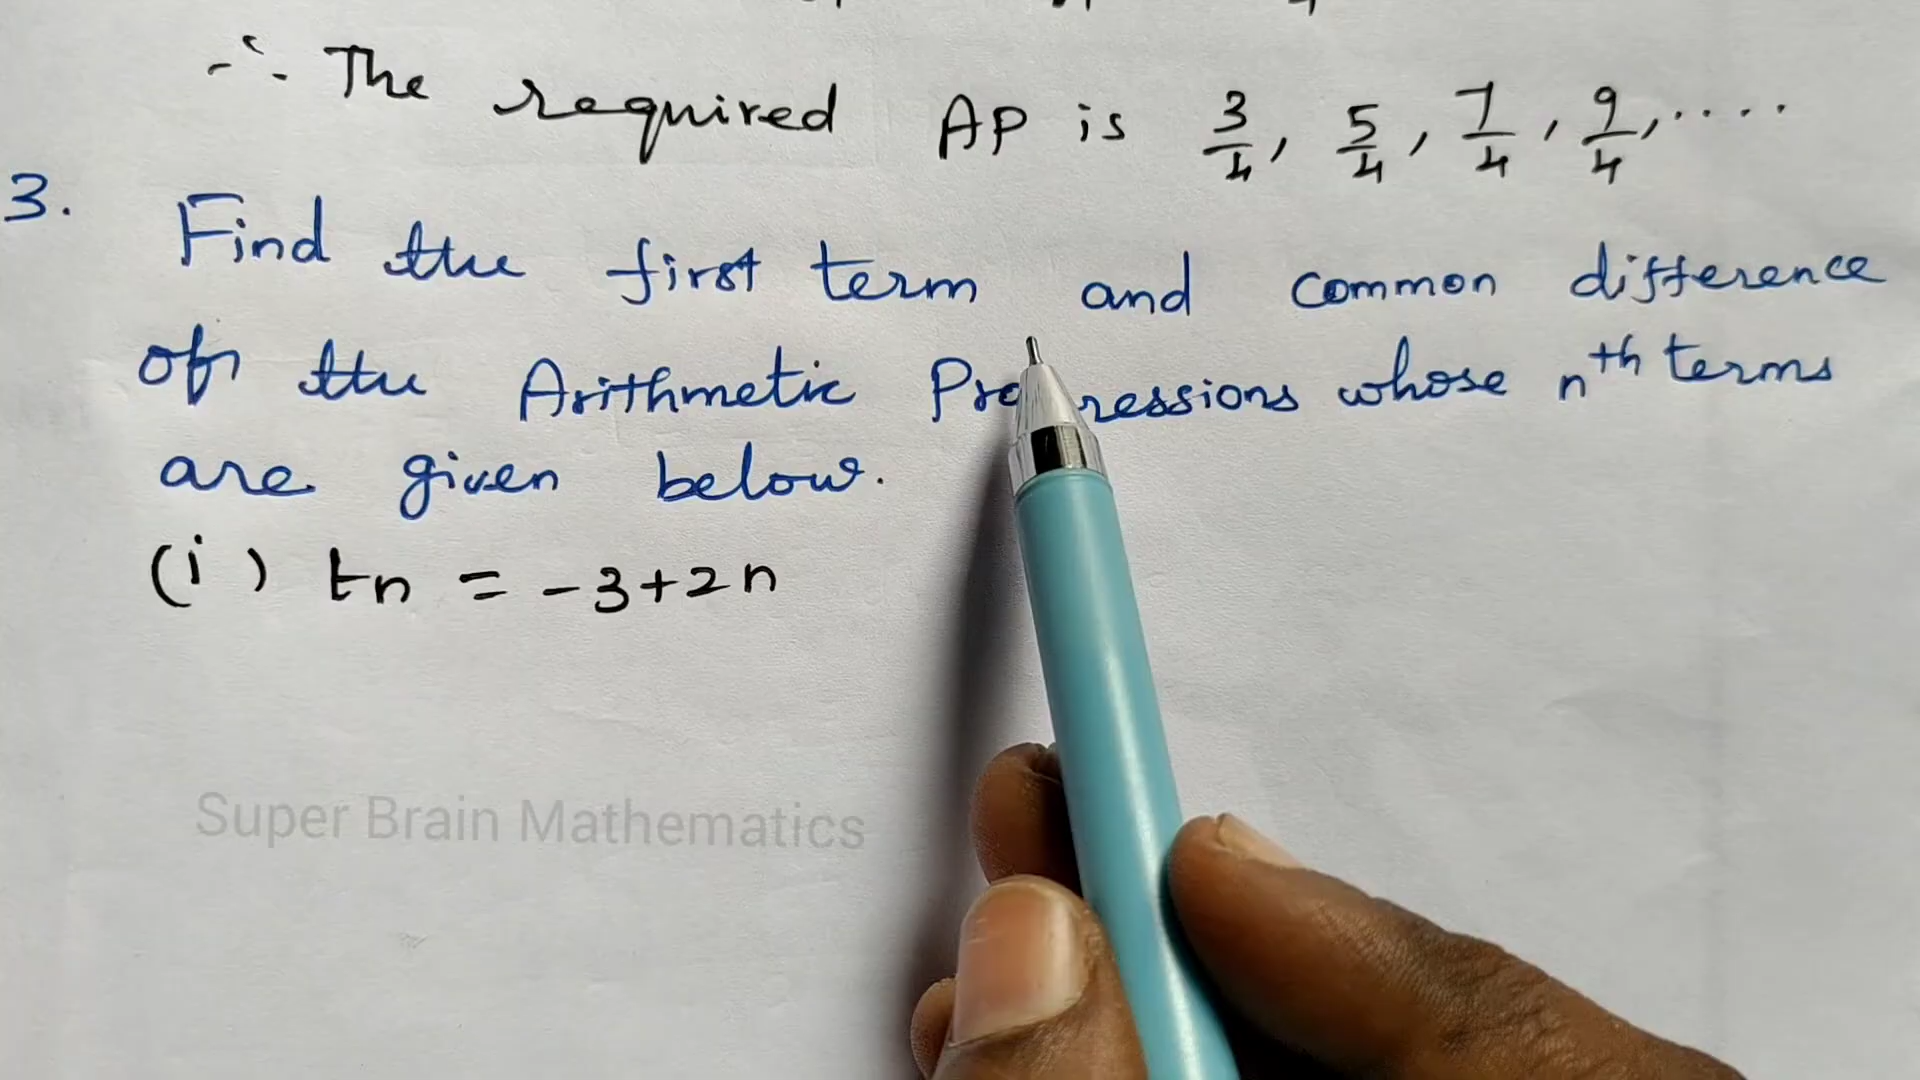 ∴ The required AP is 3/4, 5/4, 7/4, 9/4, ....
3. Find the first term and common difference
of the Arithmetic Progressions whose nth terms
are given below.
(i) tn = -3+2n
Super Brain Mathematics